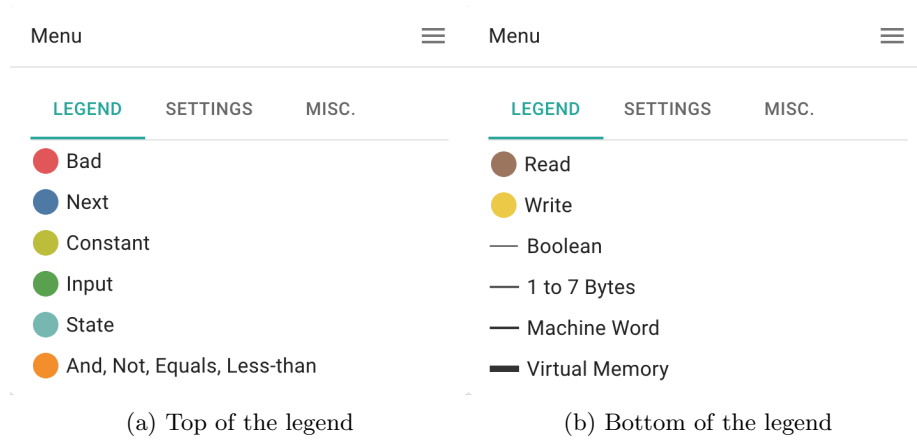 Menu
LEGEND SETTINGS MISC.
Bad
Next
Constant
Input
State
And, Not, Equals, Less-than
(a) Top of the legend
Menu
LEGEND SETTINGS MISC.
Read
Write
Boolean
1 to 7 Bytes
Machine Word
Virtual Memory
(b) Bottom of the legend